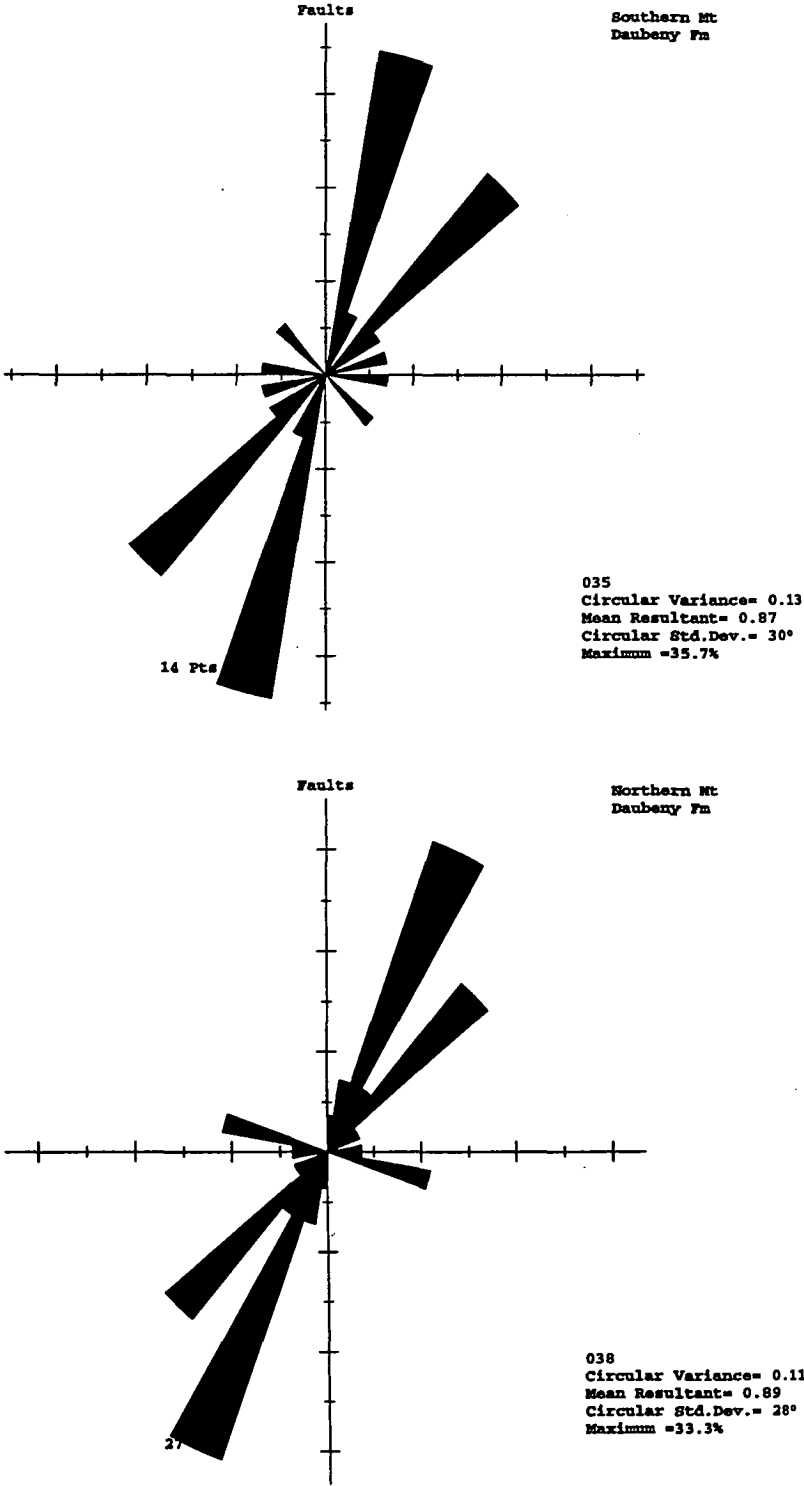 Faults
Southern Mt
Daubeny Fm
035
Circular Variance= 0.13
Mean Resultant= 0.87
Circular Std.Dev.= 30°
Maximum =35.7%
14 Pts
Faults
Northern Mt
Daubeny Fm
038
Circular Variance= 0.11
Mean Resultant= 0.89
Circular Std.Dev.= 28°
Maximum =33.3%
27